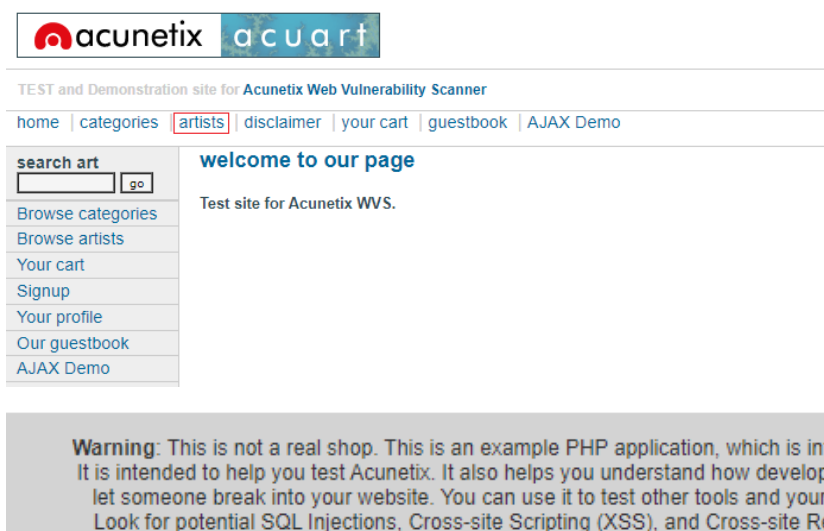 acunetix acuart
TEST and Demonstration site for Acunetix Web Vulnerability Scanner
home | categories | artists | disclaimer | your cart | guestbook | AJAX Demo
search art
go
Browse categories
Browse artists
Your cart
Signup
Your profile
Our guestbook
AJAX Demo
welcome to our page
Test site for Acunetix WVS.
Warning: This is not a real shop. This is an example PHP application, which is in
It is intended to help you test Acunetix. It also helps you understand how develop
let someone break into your website. You can use it to test other tools and your
Look for potential SQL Injections, Cross-site Scripting (XSS), and Cross-site Re